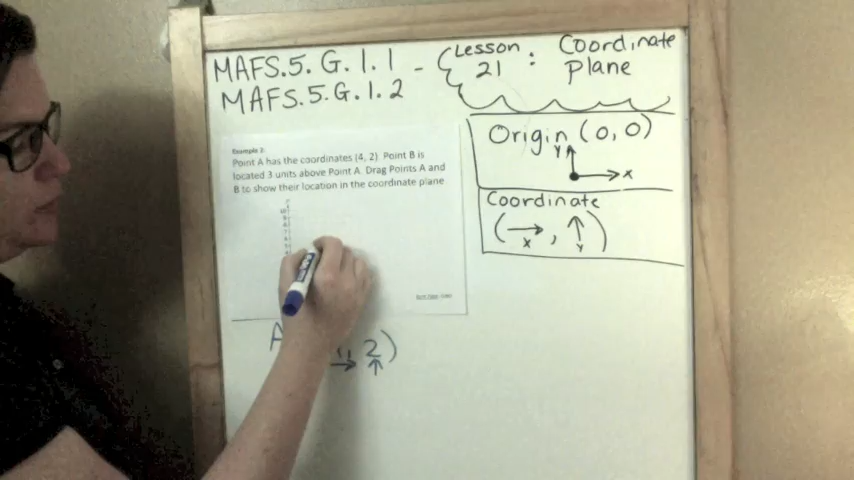 MAFS.5.G.1.1 -
MAFS.5.G.1.2
Lesson 21 : Coordinate Plane
Origin (0, 0)
Y
X
Coordinate
( → , ↑ )
X Y
Example 2:
Point A has the coordinates (4, 2). Point B is
located 3 units above Point A. Drag Points A and
B to show their location in the coordinate plane
10
A
, 2)
→ ↑